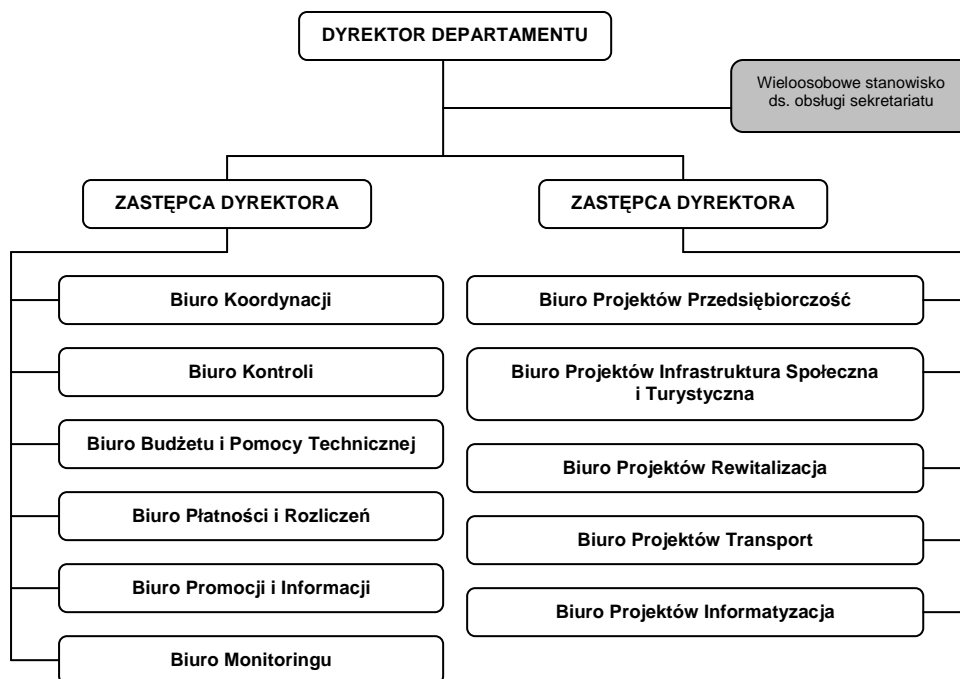 DYREKTOR DEPARTAMENTU
Wieloosobowe stanowisko
ds. obsługi sekretariatu
ZASTĘPCA DYREKTORA
ZASTĘPCA DYREKTORA
Biuro Koordynacji
Biuro Kontroli
Biuro Budżetu i Pomocy Technicznej
Biuro Płatności i Rozliczeń
Biuro Promocji i Informacji
Biuro Monitoringu
Biuro Projektów Przedsiębiorczość
Biuro Projektów Infrastruktura Społeczna
i Turystyczna
Biuro Projektów Rewitalizacja
Biuro Projektów Transport
Biuro Projektów Informatyzacja